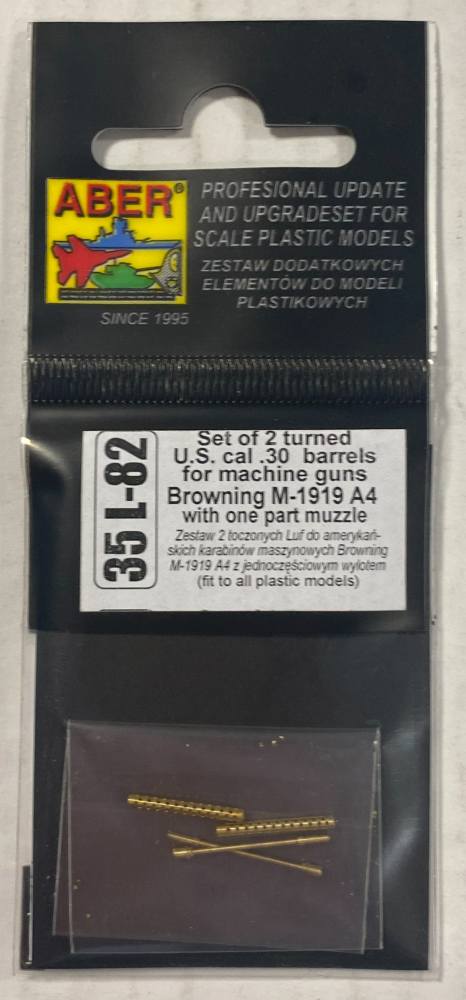 ABER®
PROFESIONAL UPDATE
AND UPGRADESET FOR
SCALE PLASTIC MODELS
ZESTAW DODATKOWYCH
ELEMENTÓW DO MODELI
PLASTIKOWYCH
SINCE 1995
35 L-82
Set of 2 turned
U.S. cal .30 barrels
for machine guns
Browning M-1919 A4
with one part muzzle
Zestaw 2 toczonych Luf do amerykań-
skich karabinów maszynowych Browning
M-1919 A4 z jednoczęściowym wylotem
(fit to all plastic models)